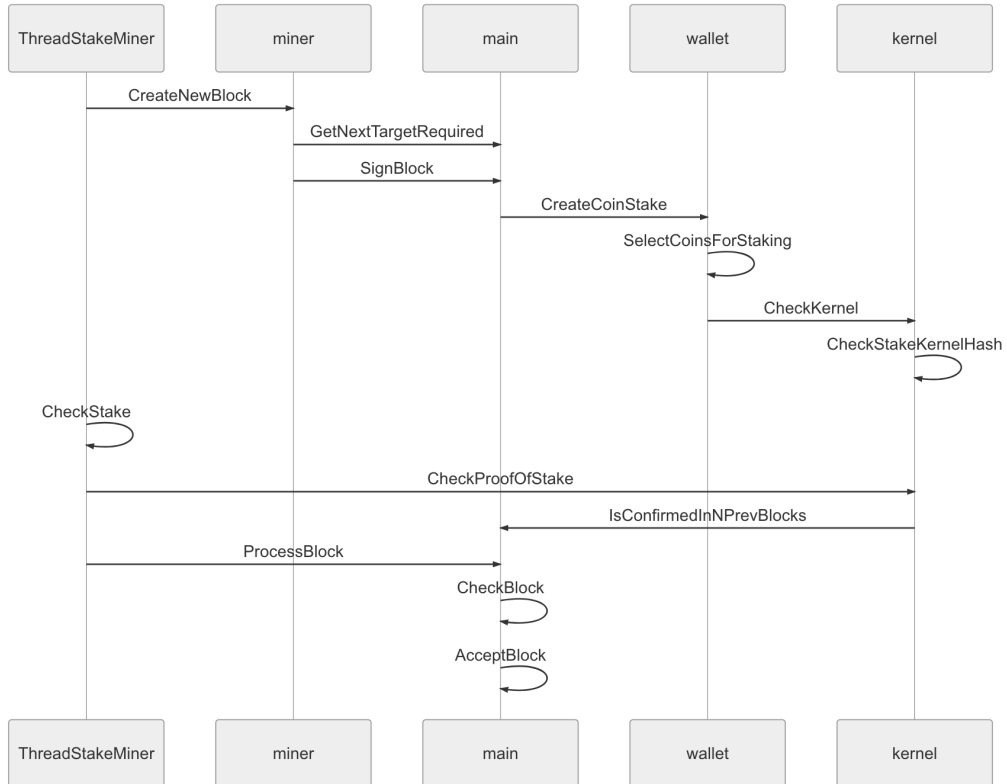 ThreadStakeMiner
miner
main
wallet
kernel
CreateNewBlock
GetNextTargetRequired
SignBlock
CreateCoinStake
SelectCoinsForStaking
CheckKernel
CheckStakeKernelHash
CheckStake
CheckProofOfStake
IsConfirmedInNPrevBlocks
ProcessBlock
CheckBlock
AcceptBlock
ThreadStakeMiner
miner
main
wallet
kernel